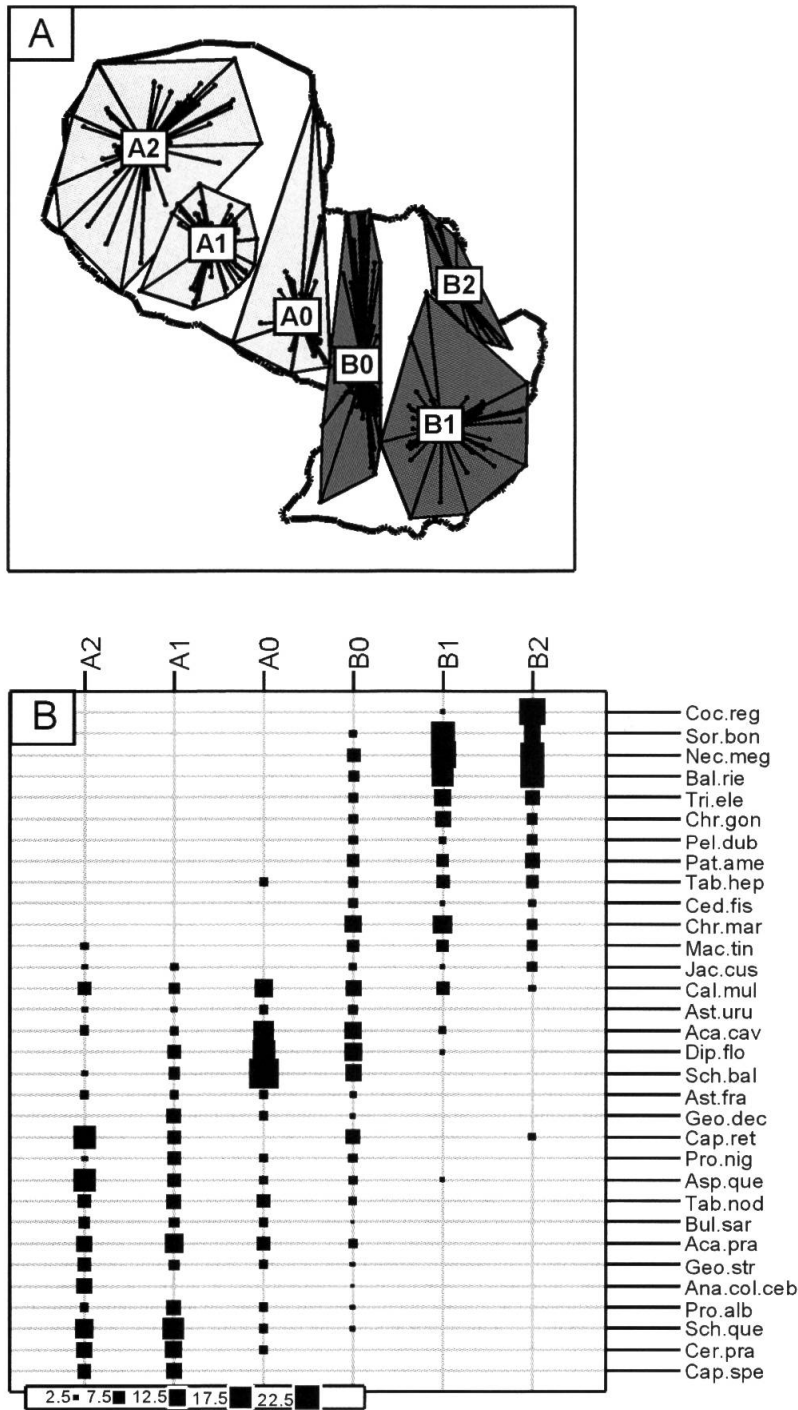 A
A2
A1
A0
B0
B2
B1
A2 A1 A0 B0 B1 B2
B
Coc.reg
Sor.bon
Nec.meg
Bal.rie
Tri.ele
Chr.gon
Pel.dub
Pat.ame
Tab.hep
Ced.fis
Chr.mar
Mac.tin
Jac.cus
Cal.mul
Ast.uru
Aca.cav
Dip.flo
Sch.bal
Ast.fra
Geo.dec
Cap.ret
Pro.nig
Asp.que
Tab.nod
Bul.sar
Aca.pra
Geo.str
Ana.col.ceb
Pro.alb
Sch.que
Cer.pra
Cap.spe
2.5 7.5 12.5 17.5 22.5